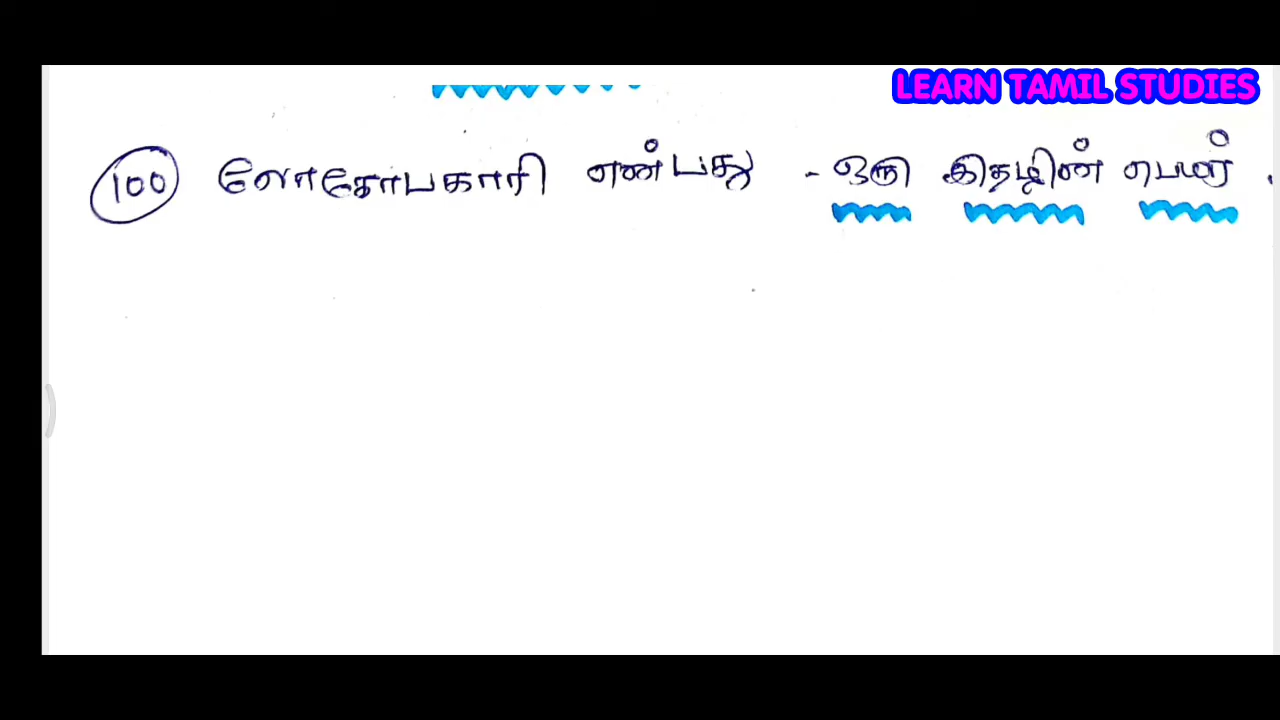 LEARN TAMIL STUDIES
100 லோகோபகாரி என்பது - ஒரு இதழின் பெயர்.